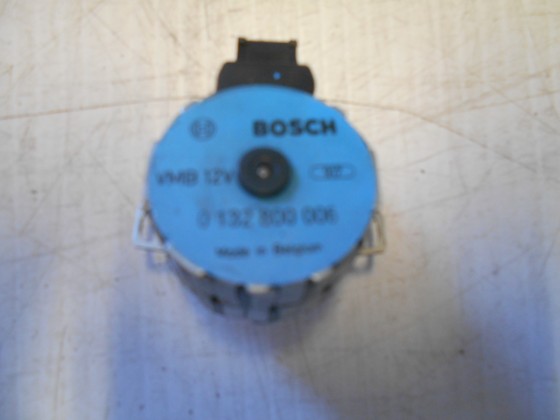 BOSCH
VMB 12V
0 132 800 006
Made in Belgium